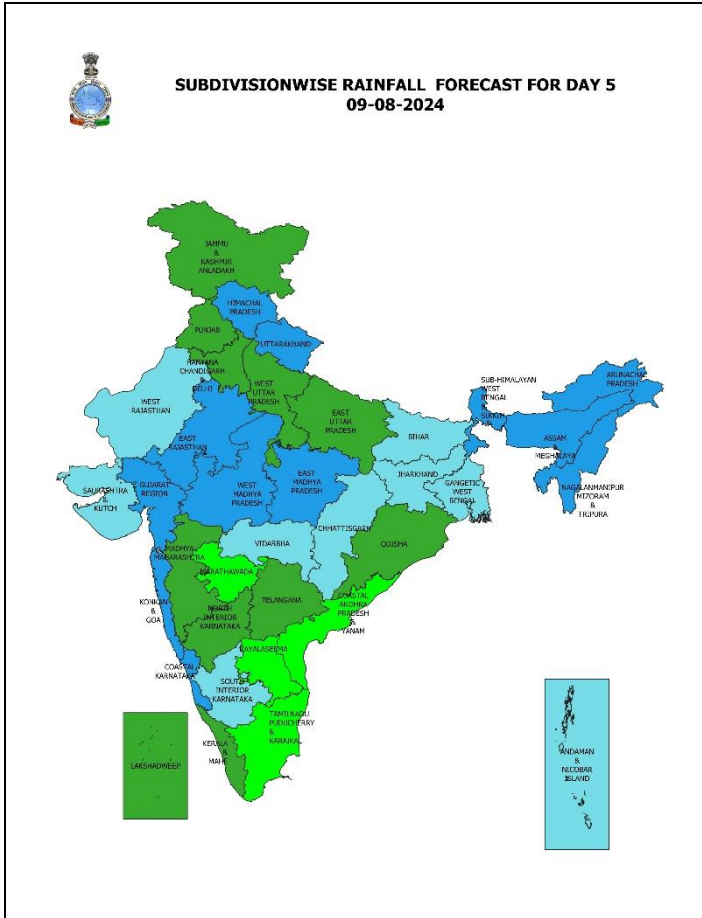 SUBDIVISIONWISE RAINFALL FORECAST FOR DAY 5
09-08-2024
JAMMU
&
KASHMIR
ANLADAKH
HIMACHAL
PRADESH
PUNJAB
UTTARAKHAND
HARYANA
CHANDIGARH
&
DELHI
WEST
UTTAR
PRADESH
WEST
RAJASTHAN
EAST
UTTAR
PRADESH
SUB-HIMALAYAN
WEST
BENGAL
&
SIKKIM
ARUNACHAL
PRADESH
EAST
RAJASTHAN
BIHAR
ASSAM
&
MEGHALAYA
GUJARAT
REGION
WEST
MADHYA
PRADESH
EAST
MADHYA
PRADESH
JHARKHAND
GANGETIC
WEST
BENGAL
NAGALANMANIPUR
MIZORAM
&
TRIPURA
SAURASHTRA
&
KUTCH
CHHATTISGARH
VIDARBHA
ODISHA
MADHYA
MAHARASHTRA
MARATHAWADA
TELANGANA
COASTAL
ANDHRA
PRADESH
&
YANAM
KONKAN
&
GOA
NORTH
INTERIOR
KARNATAKA
RAYALASEEMA
COASTAL
KARNATAKA
SOUTH
INTERIOR
KARNATAKA
TAMILNADU
PUDUCHERRY
&
KARAIKAL
KERALA
&
MAHE
LAKSHADWEEP
ANDAMAN
&
NICOBAR
ISLAND